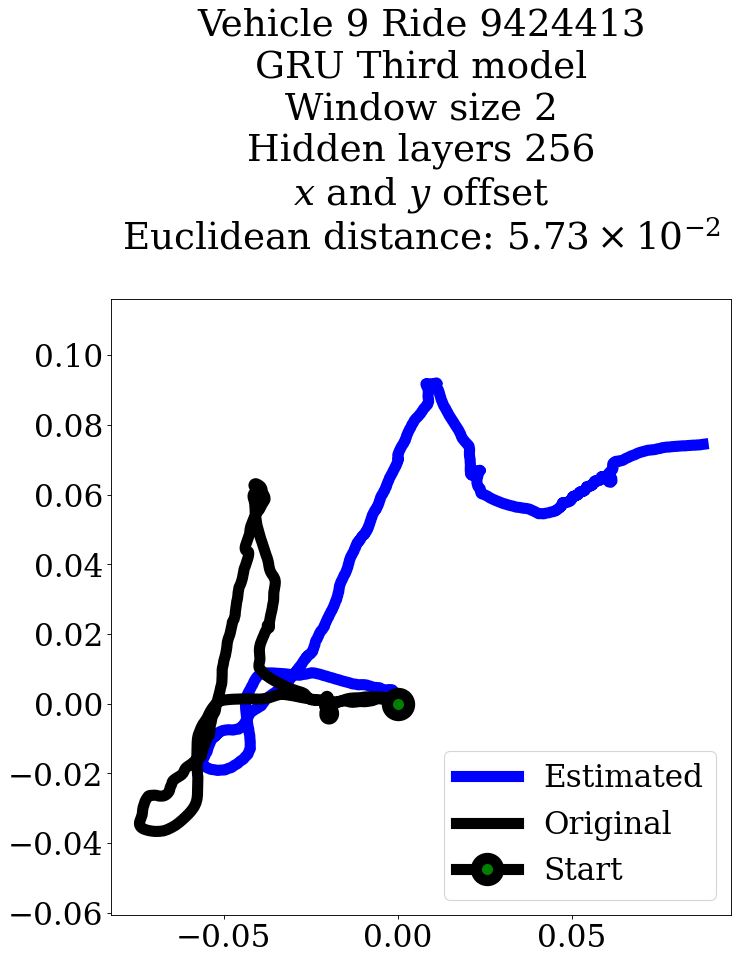 Vehicle 9 Ride 9424413
GRU Third model
Window size 2
Hidden layers 256
x and y offset
Euclidean distance: 5.73 × 10⁻²
0.10
0.08
0.06
0.04
0.02
0.00
−0.02
−0.04
−0.06
−0.05
0.00
0.05
Estimated
Original
Start